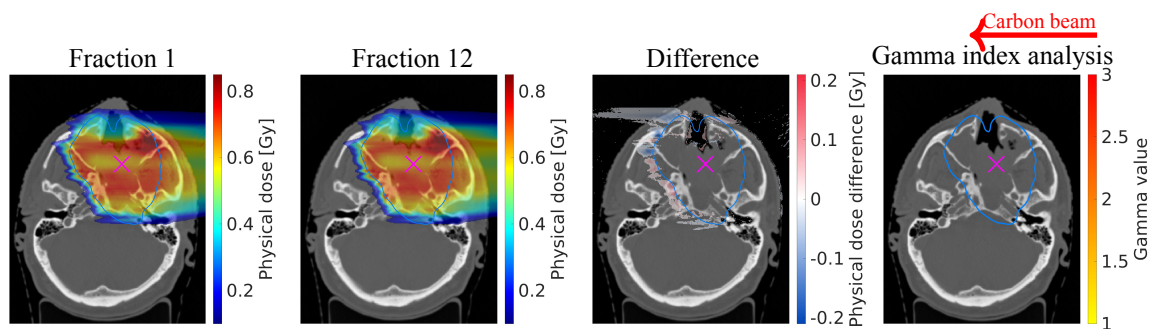 Carbon beam
Fraction 1
Fraction 12
Difference
Gamma index analysis
0.8
0.6
0.4
0.2
Physical dose [Gy]
0.8
0.6
0.4
0.2
Physical dose [Gy]
0.2
0.1
0
-0.1
-0.2
Physical dose difference [Gy]
3
2.5
2
1.5
1
Gamma value